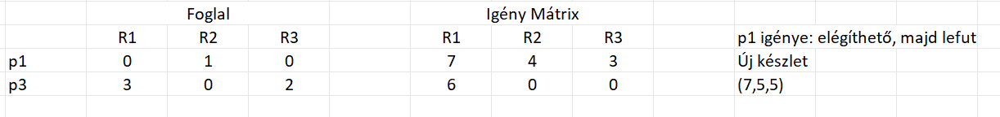 Foglal Igény Mátrix
R1 R2 R3 R1 R2 R3 p1 igénye: elégíthető, majd lefut
p1 0 1 0 7 4 3 Új készlet
p3 3 0 2 6 0 0 (7,5,5)